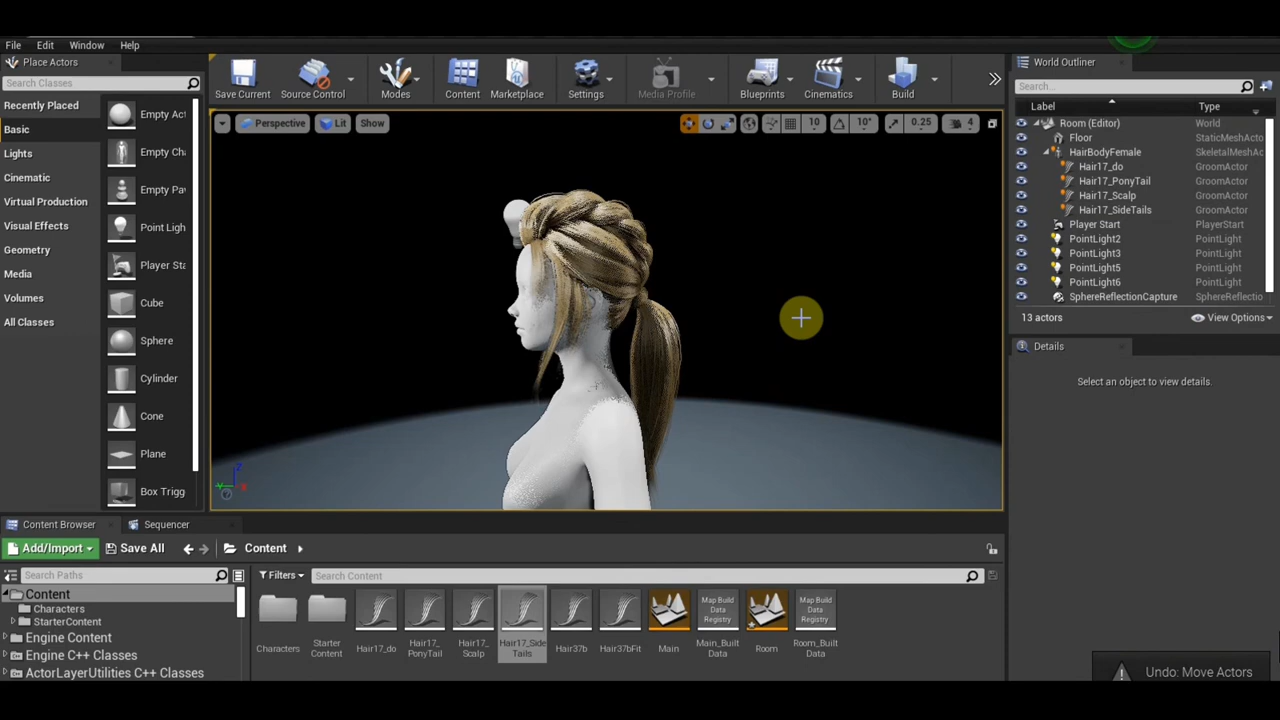 File Edit Window Help
Place Actors
Search Classes
Recently Placed
Basic
Lights
Cinematic
Virtual Production
Visual Effects
Geometry
Media
Volumes
All Classes
Empty Act
Empty Cha
Empty Paw
Point Ligh
Player Sta
Cube
Sphere
Cylinder
Cone
Plane
Box Trigg
Save Current
Source Control
Modes
Content
Marketplace
Settings
Media Profile
Blueprints
Cinematics
Build
Perspective
Lit
Show
10
10°
0.25
4
World Outliner
Search...
Label Type
Room (Editor) World
Floor StaticMeshActo
HairBodyFemale SkeletalMeshAc
Hair17_do GroomActor
Hair17_PonyTail GroomActor
Hair17_Scalp GroomActor
Hair17_SideTails GroomActor
Player Start PlayerStart
PointLight2 PointLight
PointLight3 PointLight
PointLight5 PointLight
PointLight6 PointLight
SphereReflectionCapture SphereReflectio
13 actors View Options
Details
Select an object to view details.
Content Browser
Sequencer
Add/Import
Save All
Content
Search Paths
Content
Characters
StarterContent
Engine Content
Engine C++ Classes
ActorLayerUtilities C++ Classes
Filters
Search Content
Characters
Starter
Content
Hair17_do
Hair17_
PonyTail
Hair17_
Scalp
Hair17_Side
Tails
Hair37b
Hair37bFit
Main
Map Build
Data
Registry
Main_Built
Data
Room
Map Build
Data
Registry
Room_Built
Data
Undo: Move Actors